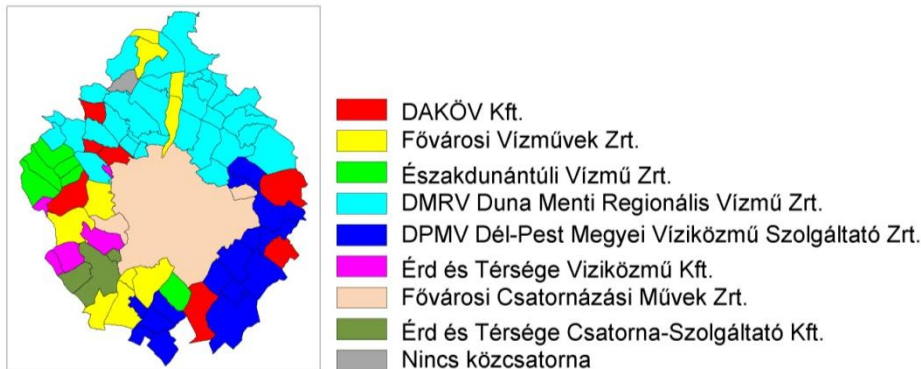 DAKÖV Kft.
Fővárosi Vízművek Zrt.
Északdunántúli Vízmű Zrt.
DMRV Duna Menti Regionális Vízmű Zrt.
DPMV Dél-Pest Megyei Víziközmű Szolgáltató Zrt.
Érd és Térsége Viziközmű Kft.
Fővárosi Csatornázási Művek Zrt.
Érd és Térsége Csatorna-Szolgáltató Kft.
Nincs közcsatorna